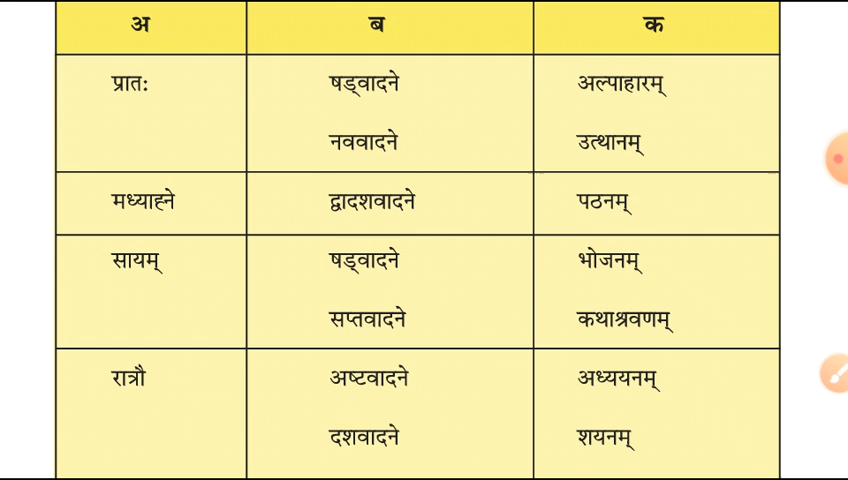 अ ब क
प्रातः षड्वादने अल्पाहारम्
नववादने उत्थानम्
मध्याह्ने द्वादशवादने पठनम्
सायम् षड्वादने भोजनम्
सप्तवादने कथाश्रवणम्
रात्रौ अष्टवादने अध्ययनम्
दशवादने शयनम्